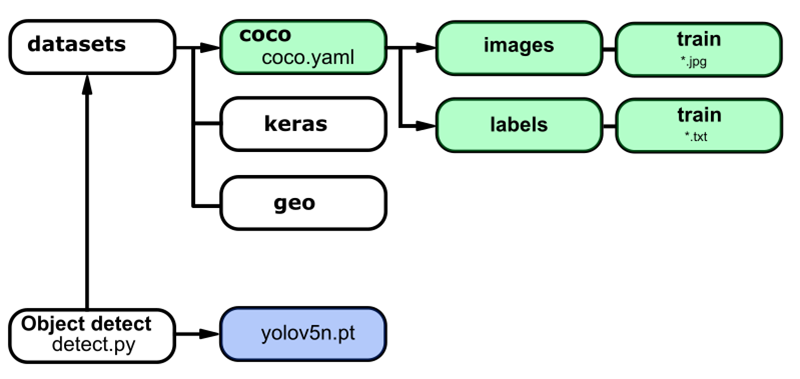 datasets
coco
coco.yaml
images
train
*.jpg
keras
labels
train
*.txt
geo
Object detect
detect.py
yolov5n.pt